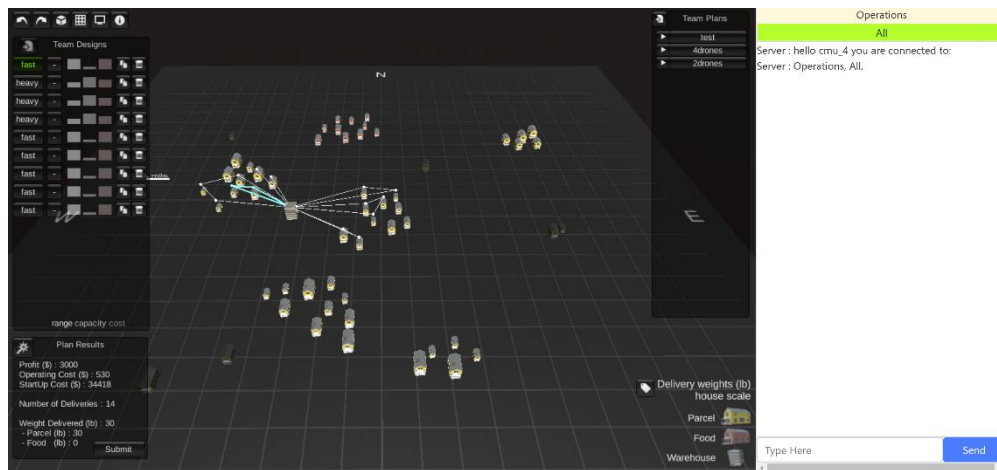 Team Designs
fast -
heavy -
heavy -
heavy -
fast -
fast -
fast -
fast -
fast -
range capacity cost
Plan Results
Profit ($) : 3000
Operating Cost ($) : 530
StartUp Cost ($) : 34418
Number of Deliveries : 14
Weight Delivered (lb) : 30
- Parcel (lb) : 30
- Food (lb) : 0
Submit
N
W
E
Team Plans
test
4drones
2drones
Delivery weights (lb)
house scale
Parcel
Food
Warehouse
Operations
All
Server : hello cmu_4 you are connected to:
Server : Operations, All,
Type Here
Send